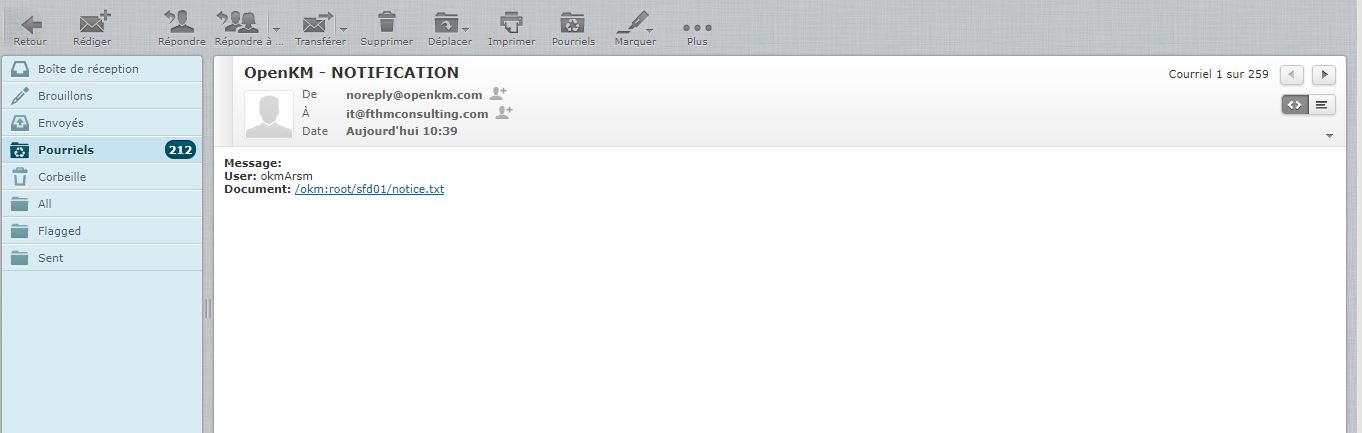 Retour Rédiger Répondre Répondre à ... Transférer Supprimer Déplacer Imprimer Pourriels Marquer Plus
Boîte de réception
Brouillons
Envoyés
Pourriels 212
Corbeille
All
Flagged
Sent
OpenKM - NOTIFICATION
Courriel 1 sur 259
De noreply@openkm.com
À it@fthmconsulting.com
Date Aujourd'hui 10:39
Message:
User: okmArsm
Document: /okm:root/sfd01/notice.txt